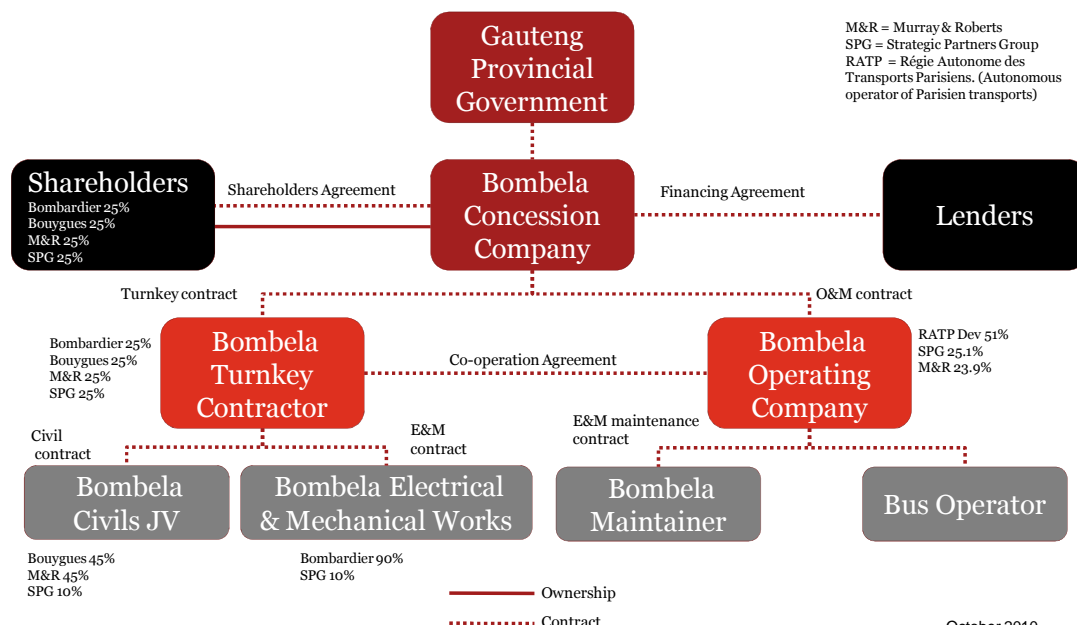 Gauteng
Provincial
Government
M&R = Murray & Roberts
SPG = Strategic Partners Group
RATP = Régie Autonome des
Transports Parisiens. (Autonomous
operator of Parisien transports)
Shareholders
Bombardier 25%
Bouygues 25%
M&R 25%
SPG 25%
Shareholders Agreement
Bombela
Concession
Company
Financing Agreement
Lenders
Turnkey contract
O&M contract
Bombardier 25%
Bouygues 25%
M&R 25%
SPG 25%
Bombela
Turnkey
Contractor
Co-operation Agreement
Bombela
Operating
Company
RATP Dev 51%
SPG 25.1%
M&R 23.9%
Civil
contract
E&M
contract
E&M maintenance
contract
Bombela
Civils JV
Bombela Electrical
& Mechanical Works
Bombela
Maintainer
Bus Operator
Bouygues 45%
M&R 45%
SPG 10%
Bombardier 90%
SPG 10%
Ownership
Contract
October 2010